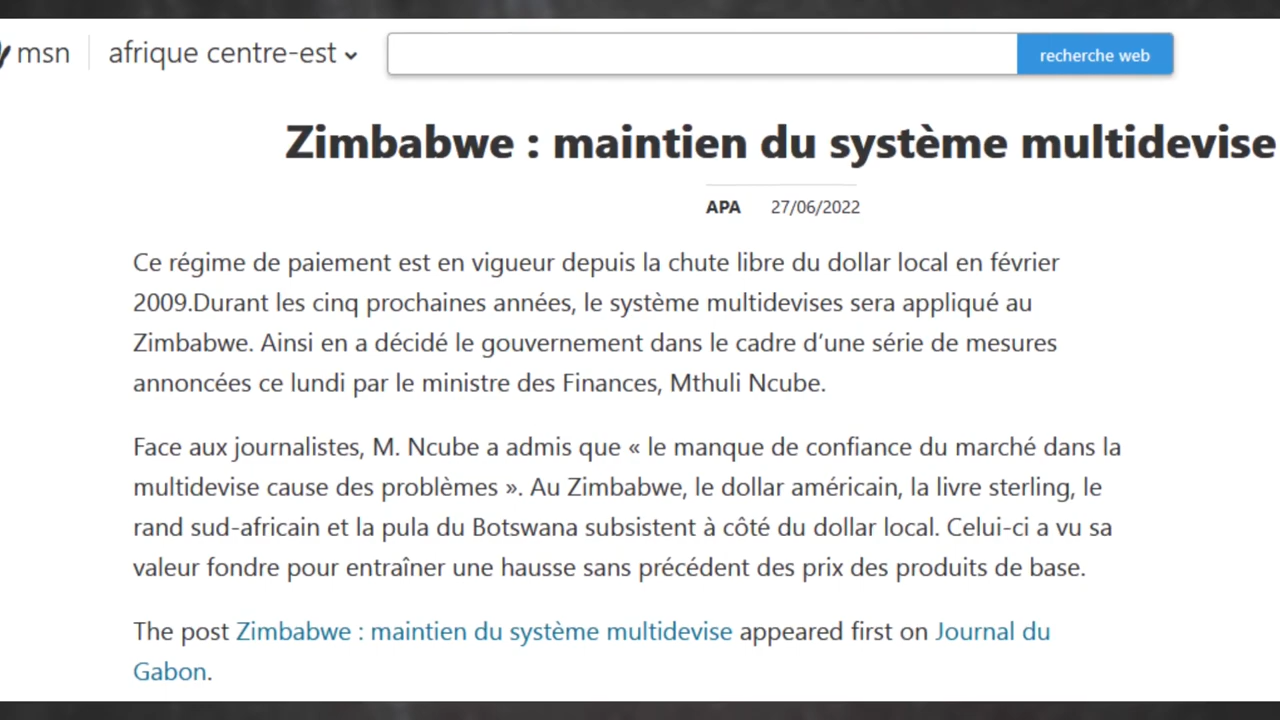 msn
afrique centre-est
recherche web
Zimbabwe : maintien du système multidevise
APA 27/06/2022
Ce régime de paiement est en vigueur depuis la chute libre du dollar local en février
2009.Durant les cinq prochaines années, le système multidevises sera appliqué au
Zimbabwe. Ainsi en a décidé le gouvernement dans le cadre d’une série de mesures
annoncées ce lundi par le ministre des Finances, Mthuli Ncube.
Face aux journalistes, M. Ncube a admis que « le manque de confiance du marché dans la
multidevise cause des problèmes ». Au Zimbabwe, le dollar américain, la livre sterling, le
rand sud-africain et la pula du Botswana subsistent à côté du dollar local. Celui-ci a vu sa
valeur fondre pour entraîner une hausse sans précédent des prix des produits de base.
The post Zimbabwe : maintien du système multidevise appeared first on Journal du
Gabon.